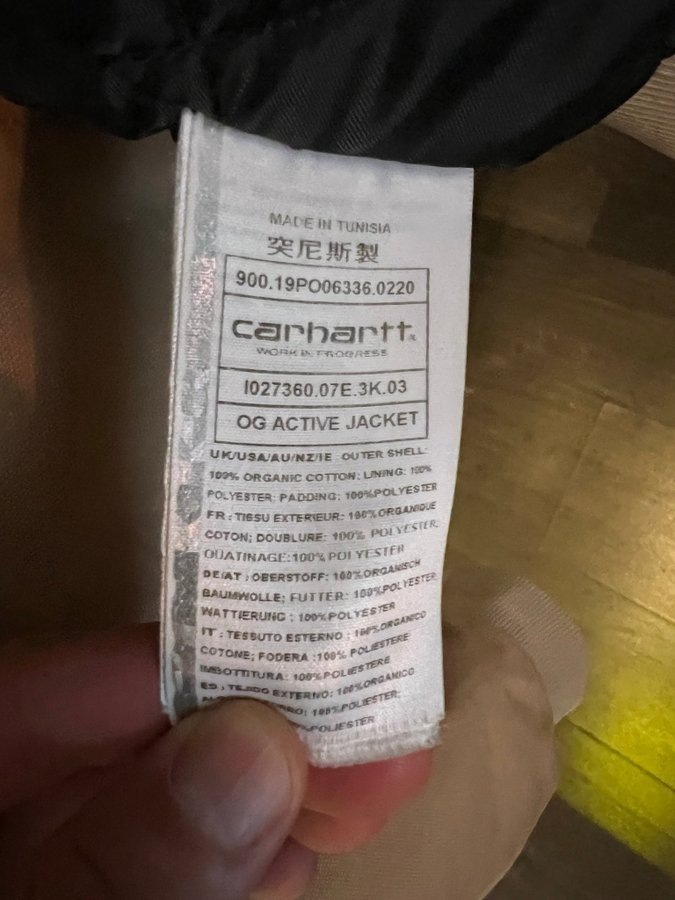 MADE IN TUNISIA
突尼斯製
900.19PO06336.0220
carhartt.
WORK IN PROGRESS
I027360.07E.3K.03
OG ACTIVE JACKET
UK/USA/AU/NZ/IE OUTER SHELL:
100% ORGANIC COTTON; LINING: 100%
POLYESTER; PADDING: 100%POLYESTER
FR : TISSU EXTERIEUR: 100%ORGANIQUE
COTON; DOUBLURE: 100% POLYESTER;
OUATINAGE:100% POLYESTER
DE/AT : OBERSTOFF: 100%ORGANISCH
BAUMWOLLE; FUTTER: 100%POLYESTER;
WATTIERUNG : 100%POLYESTER
IT : TESSUTO ESTERNO : 100%ORGANICO
COTONE; FODERA :100% POLIESTERE
IMBOTTITURA: 100%POLIESTERE
ES : TEJIDO EXTERNO: 100%ORGANICO
100%POLIESTER;